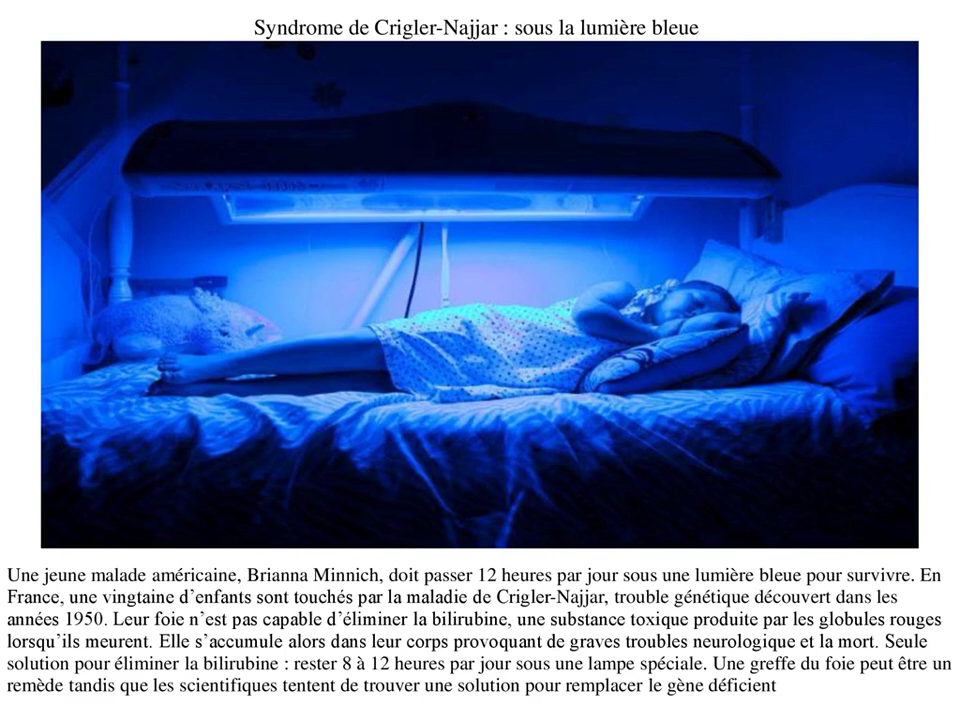 Syndrome de Crigler-Najjar : sous la lumière bleue
Une jeune malade américaine, Brianna Minnich, doit passer 12 heures par jour sous une lumière bleue pour survivre. En
France, une vingtaine d’enfants sont touchés par la maladie de Crigler-Najjar, trouble génétique découvert dans les
années 1950. Leur foie n’est pas capable d’éliminer la bilirubine, une substance toxique produite par les globules rouges
lorsqu’ils meurent. Elle s’accumule alors dans leur corps provoquant de graves troubles neurologique et la mort. Seule
solution pour éliminer la bilirubine : rester 8 à 12 heures par jour sous une lampe spéciale. Une greffe du foie peut être un
remède tandis que les scientifiques tentent de trouver une solution pour remplacer le gène déficient